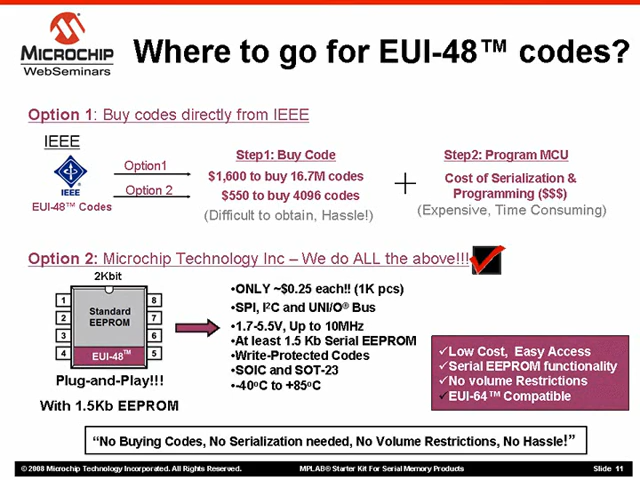 MICROCHIP
WebSeminars
Where to go for EUI-48™ codes?
Option 1: Buy codes directly from IEEE
IEEE
IEEE
EUI-48™ Codes
Option1
Option 2
Step1: Buy Code
$1,600 to buy 16.7M codes
$550 to buy 4096 codes
(Difficult to obtain, Hassle!)
+
Step2: Program MCU
Cost of Serialization &
Programming ($$$)
(Expensive, Time Consuming)
Option 2: Microchip Technology Inc – We do ALL the above!!!
2Kbit
1
2
3
4
Standard
EEPROM
EUI-48™
8
7
6
5
Plug-and-Play!!!
With 1.5Kb EEPROM
•ONLY ~$0.25 each!! (1K pcs)
•SPI, I²C and UNI/O® Bus
•1.7-5.5V, Up to 10MHz
•At least 1.5 Kb Serial EEPROM
•Write-Protected Codes
•SOIC and SOT-23
•-40°C to +85°C
✓Low Cost, Easy Access
✓Serial EEPROM functionality
✓No volume Restrictions
✓EUI-64™ Compatible
“No Buying Codes, No Serialization needed, No Volume Restrictions, No Hassle!”
© 2008 Microchip Technology Incorporated. All Rights Reserved.
MPLAB® Starter Kit For Serial Memory Products
Slide 11